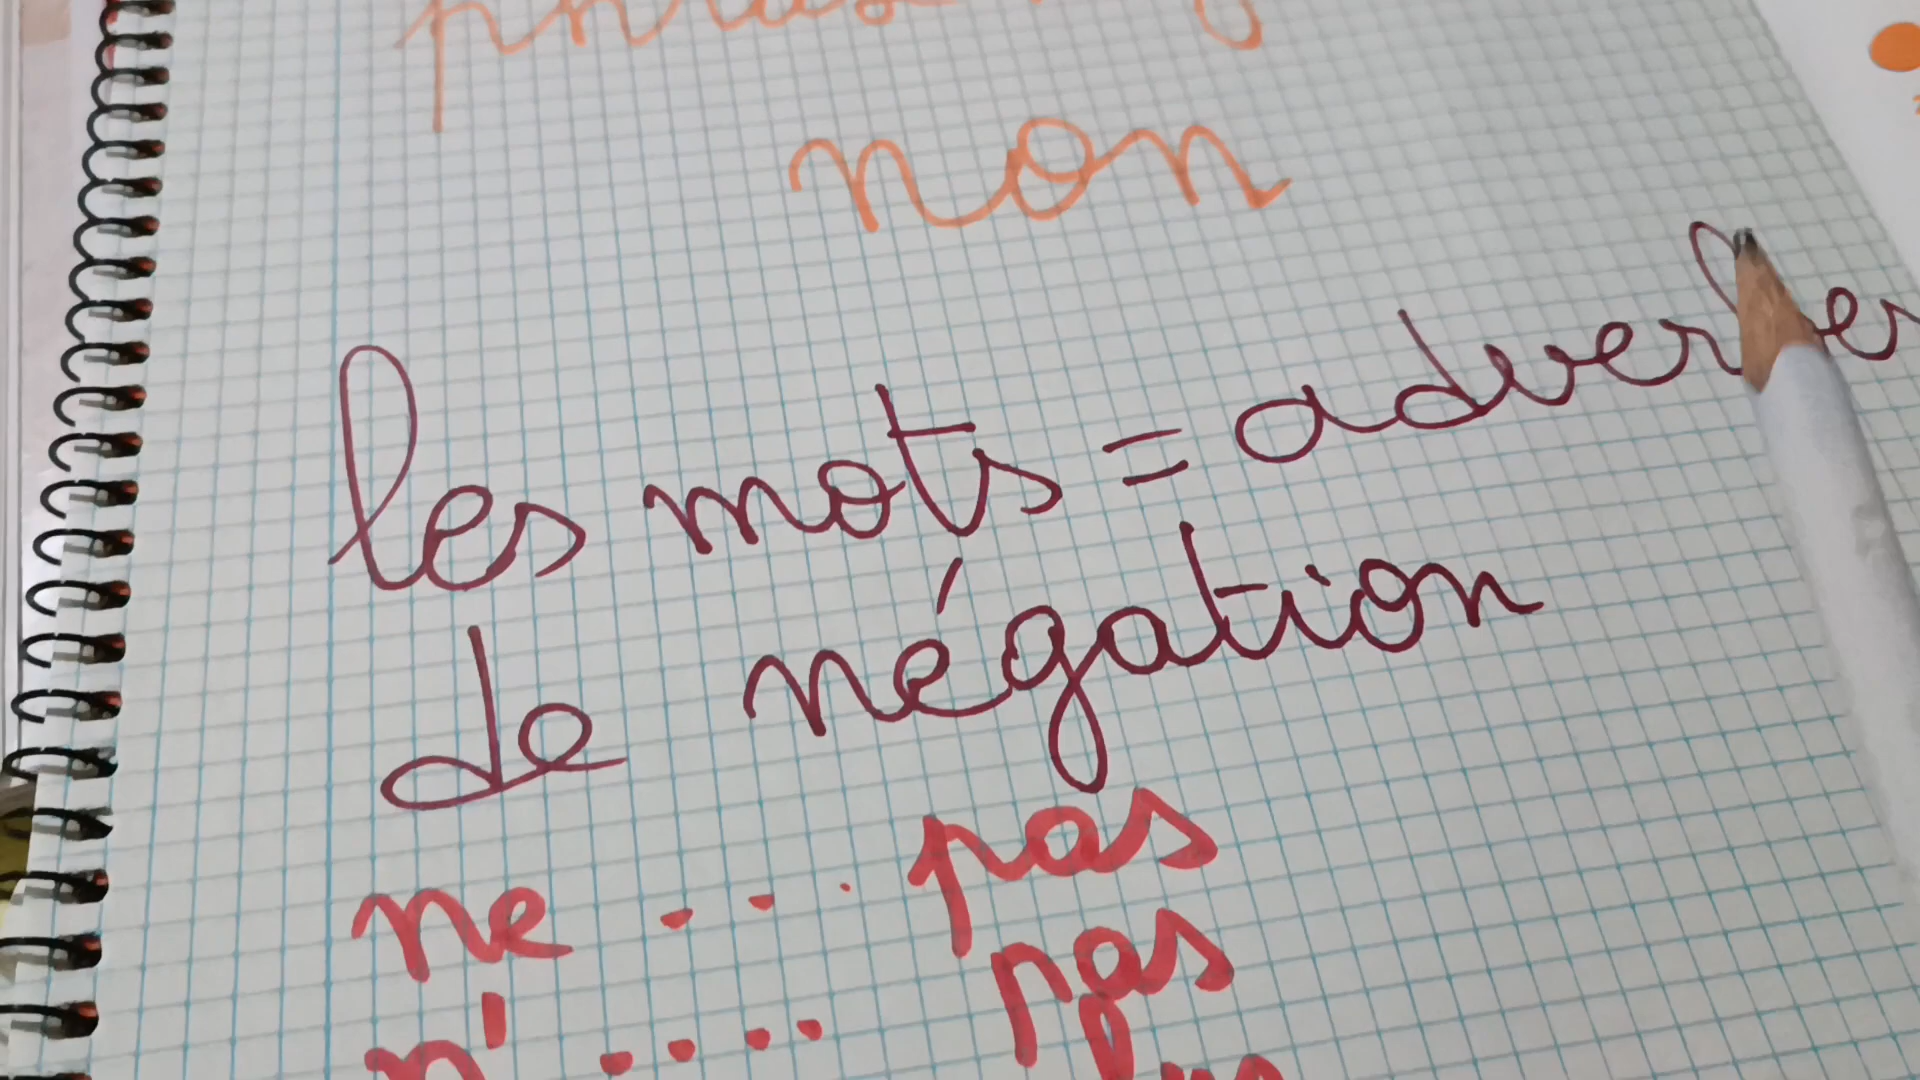 non
les mots = adverbes
de négation
ne ... pas
n' .... pas